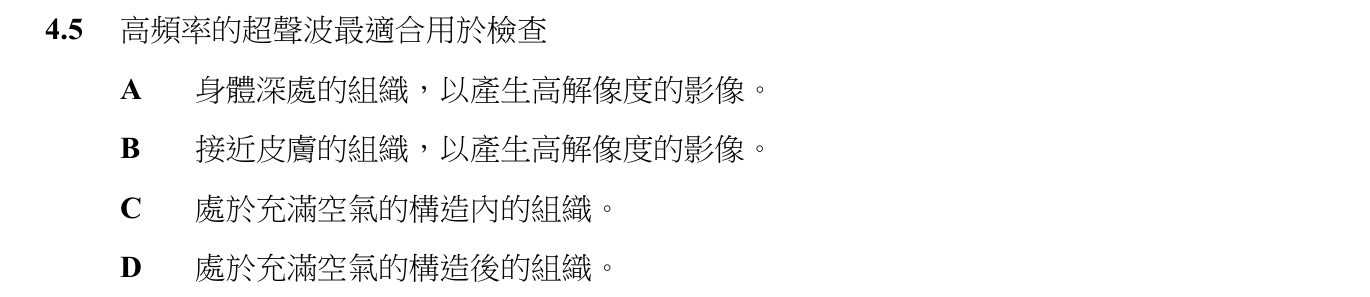 4.5 高頻率的超聲波最適合用於檢查
A 身體深處的組織，以產生高解像度的影像。
B 接近皮膚的組織，以產生高解像度的影像。
C 處於充滿空氣的構造內的組織。
D 處於充滿空氣的構造後的組織。